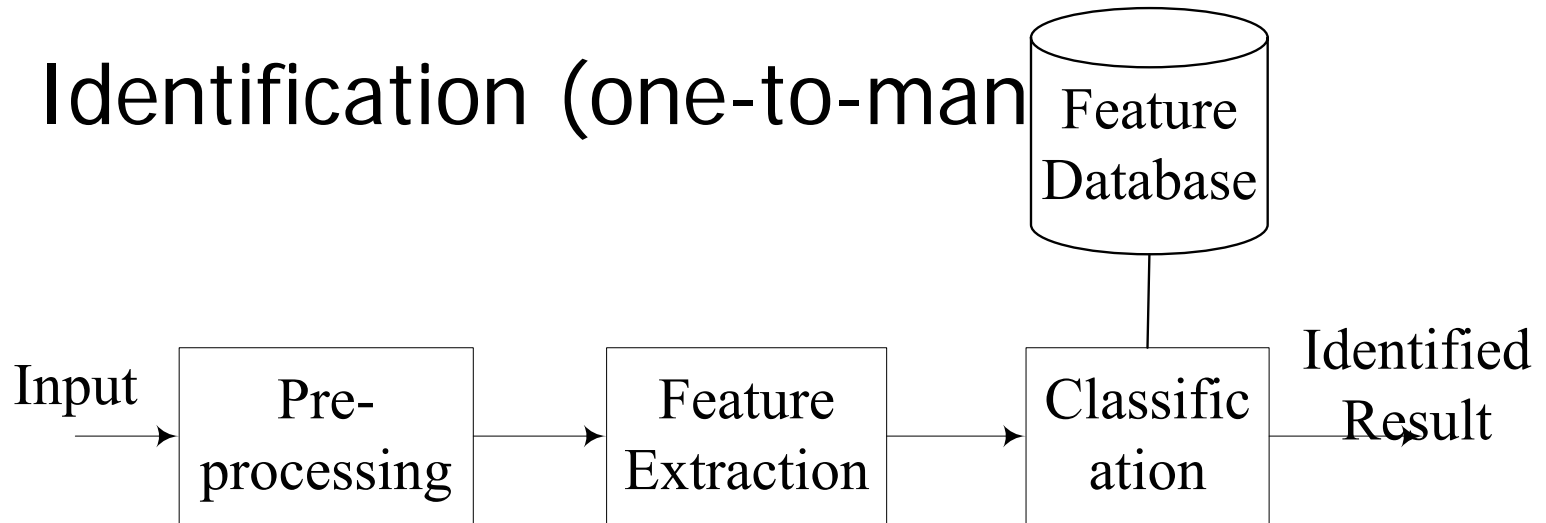 Identification (one-to-man
Feature
Database
Input
Pre-
processing
Feature
Extraction
Classific
ation
Identified
Result